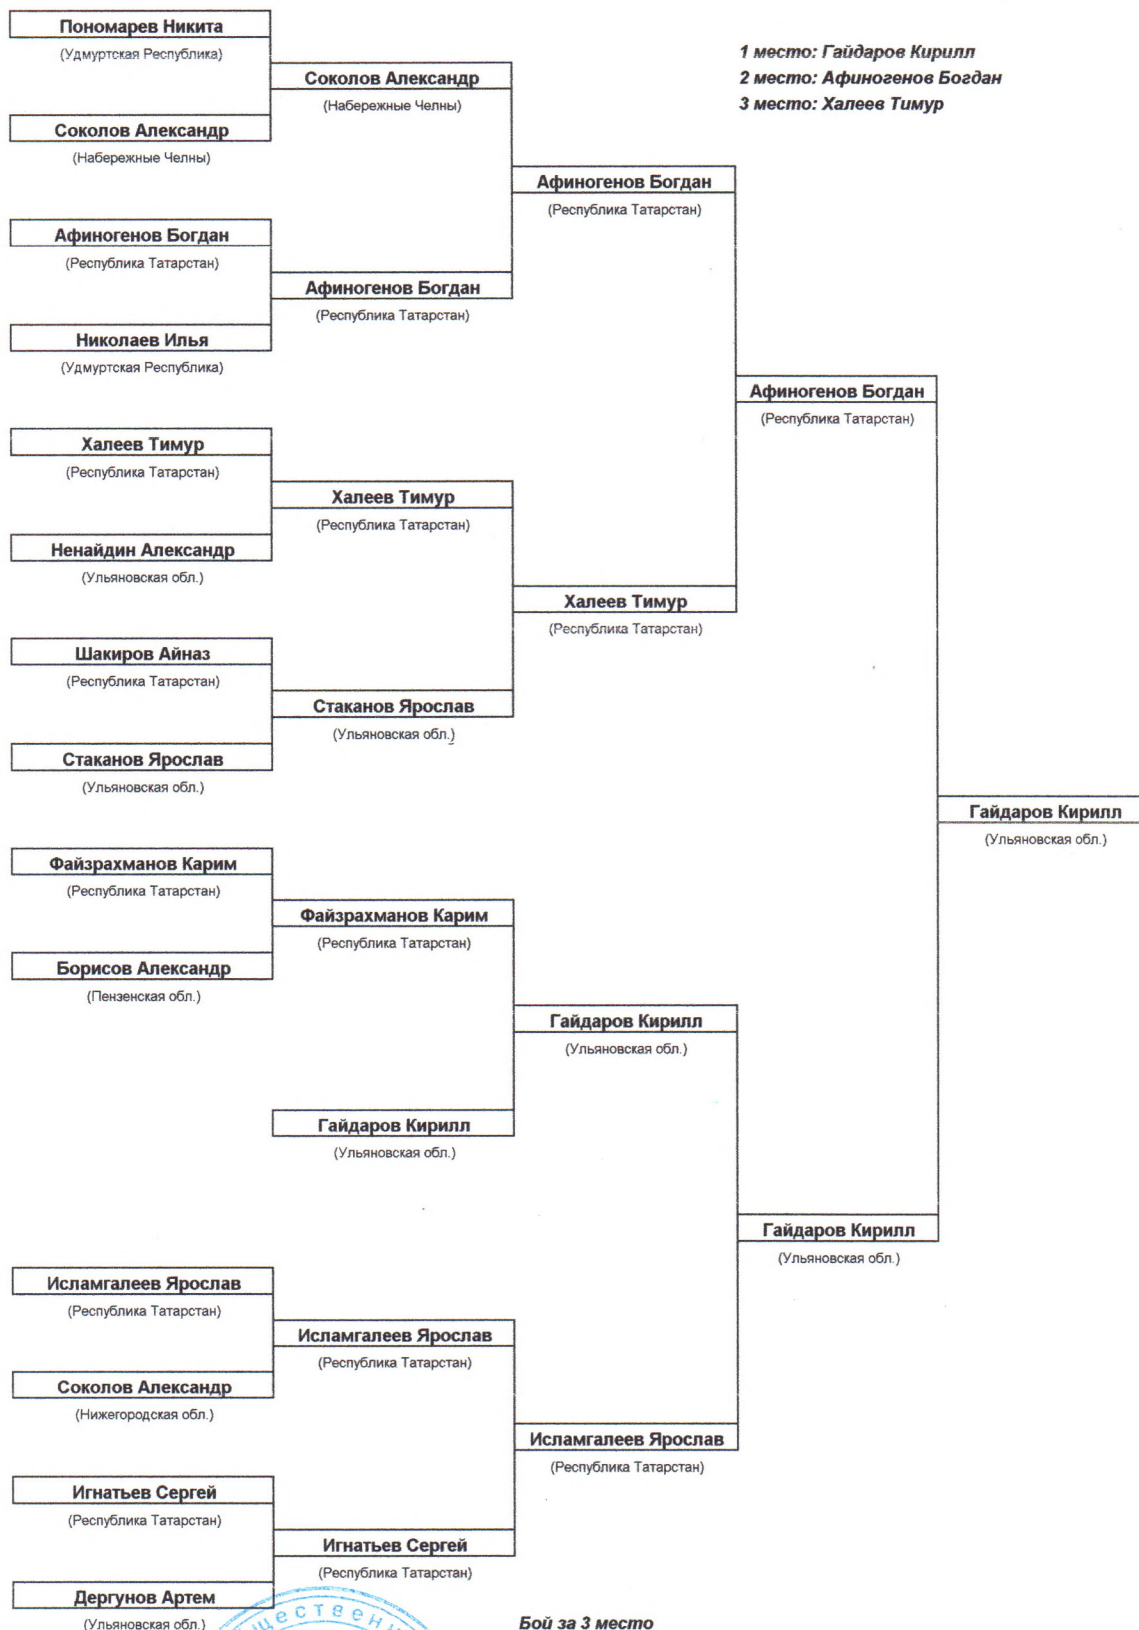 Пономарев Никита
(Удмуртская Республика)
1 место: Гайдаров Кирилл
Соколов Александр
2 место: Афиногенов Богдан
(Набережные Челны)
3 место: Халеев Тимур
Соколов Александр
(Набережные Челны)
Афиногенов Богдан
(Республика Татарстан)
Афиногенов Богдан
(Республика Татарстан)
Афиногенов Богдан
(Республика Татарстан)
Николаев Илья
(Удмуртская Республика)
Афиногенов Богдан
(Республика Татарстан)
Халеев Тимур
(Республика Татарстан)
Халеев Тимур
(Республика Татарстан)
Ненайдин Александр
(Ульяновская обл.)
Халеев Тимур
(Республика Татарстан)
Шакиров Айназ
(Республика Татарстан)
Стаканов Ярослав
(Ульяновская обл.)
Стаканов Ярослав
(Ульяновская обл.)
Гайдаров Кирилл
(Ульяновская обл.)
Файзрахманов Карим
(Республика Татарстан)
Файзрахманов Карим
(Республика Татарстан)
Борисов Александр
(Пензенская обл.)
Гайдаров Кирилл
(Ульяновская обл.)
Гайдаров Кирилл
(Ульяновская обл.)
Гайдаров Кирилл
(Ульяновская обл.)
Исламгалеев Ярослав
(Республика Татарстан)
Исламгалеев Ярослав
(Республика Татарстан)
Соколов Александр
(Нижегородская обл.)
Исламгалеев Ярослав
(Республика Татарстан)
Игнатьев Сергей
(Республика Татарстан)
Игнатьев Сергей
(Республика Татарстан)
Дергунов Артем
(Ульяновская обл.)
Бой за 3 место